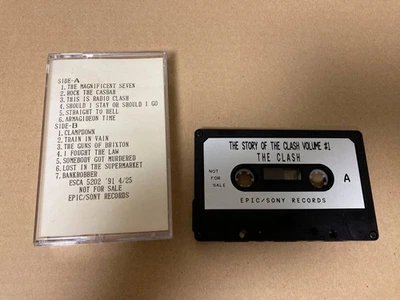 SIDE-A
1. THE MAGNIFICENT SEVEN
2. ROCK THE CASBAH
3. THIS IS RADIO CLASH
4. SHOULD I STAY OR SHOULD I GO
5. STRAIGHT TO HELL
6. ARMAGIDEON TIME
SIDE-B
1. CLAMPDOWN
2. TRAIN IN VAIN
3. THE GUNS OF BRIXTON
4. I FOUGHT THE LAW
5. SOMEBODY GOT MURDERED
6. LOST IN THE SUPERMARKET
7. BANKROBBER
ESCA 5202 '91 4/25
NOT FOR SALE
EPIC/SONY RECORDS
THE STORY OF THE CLASH VOLUME #1
THE CLASH
NOT FOR SALE
A
EPIC/SONY RECORDS